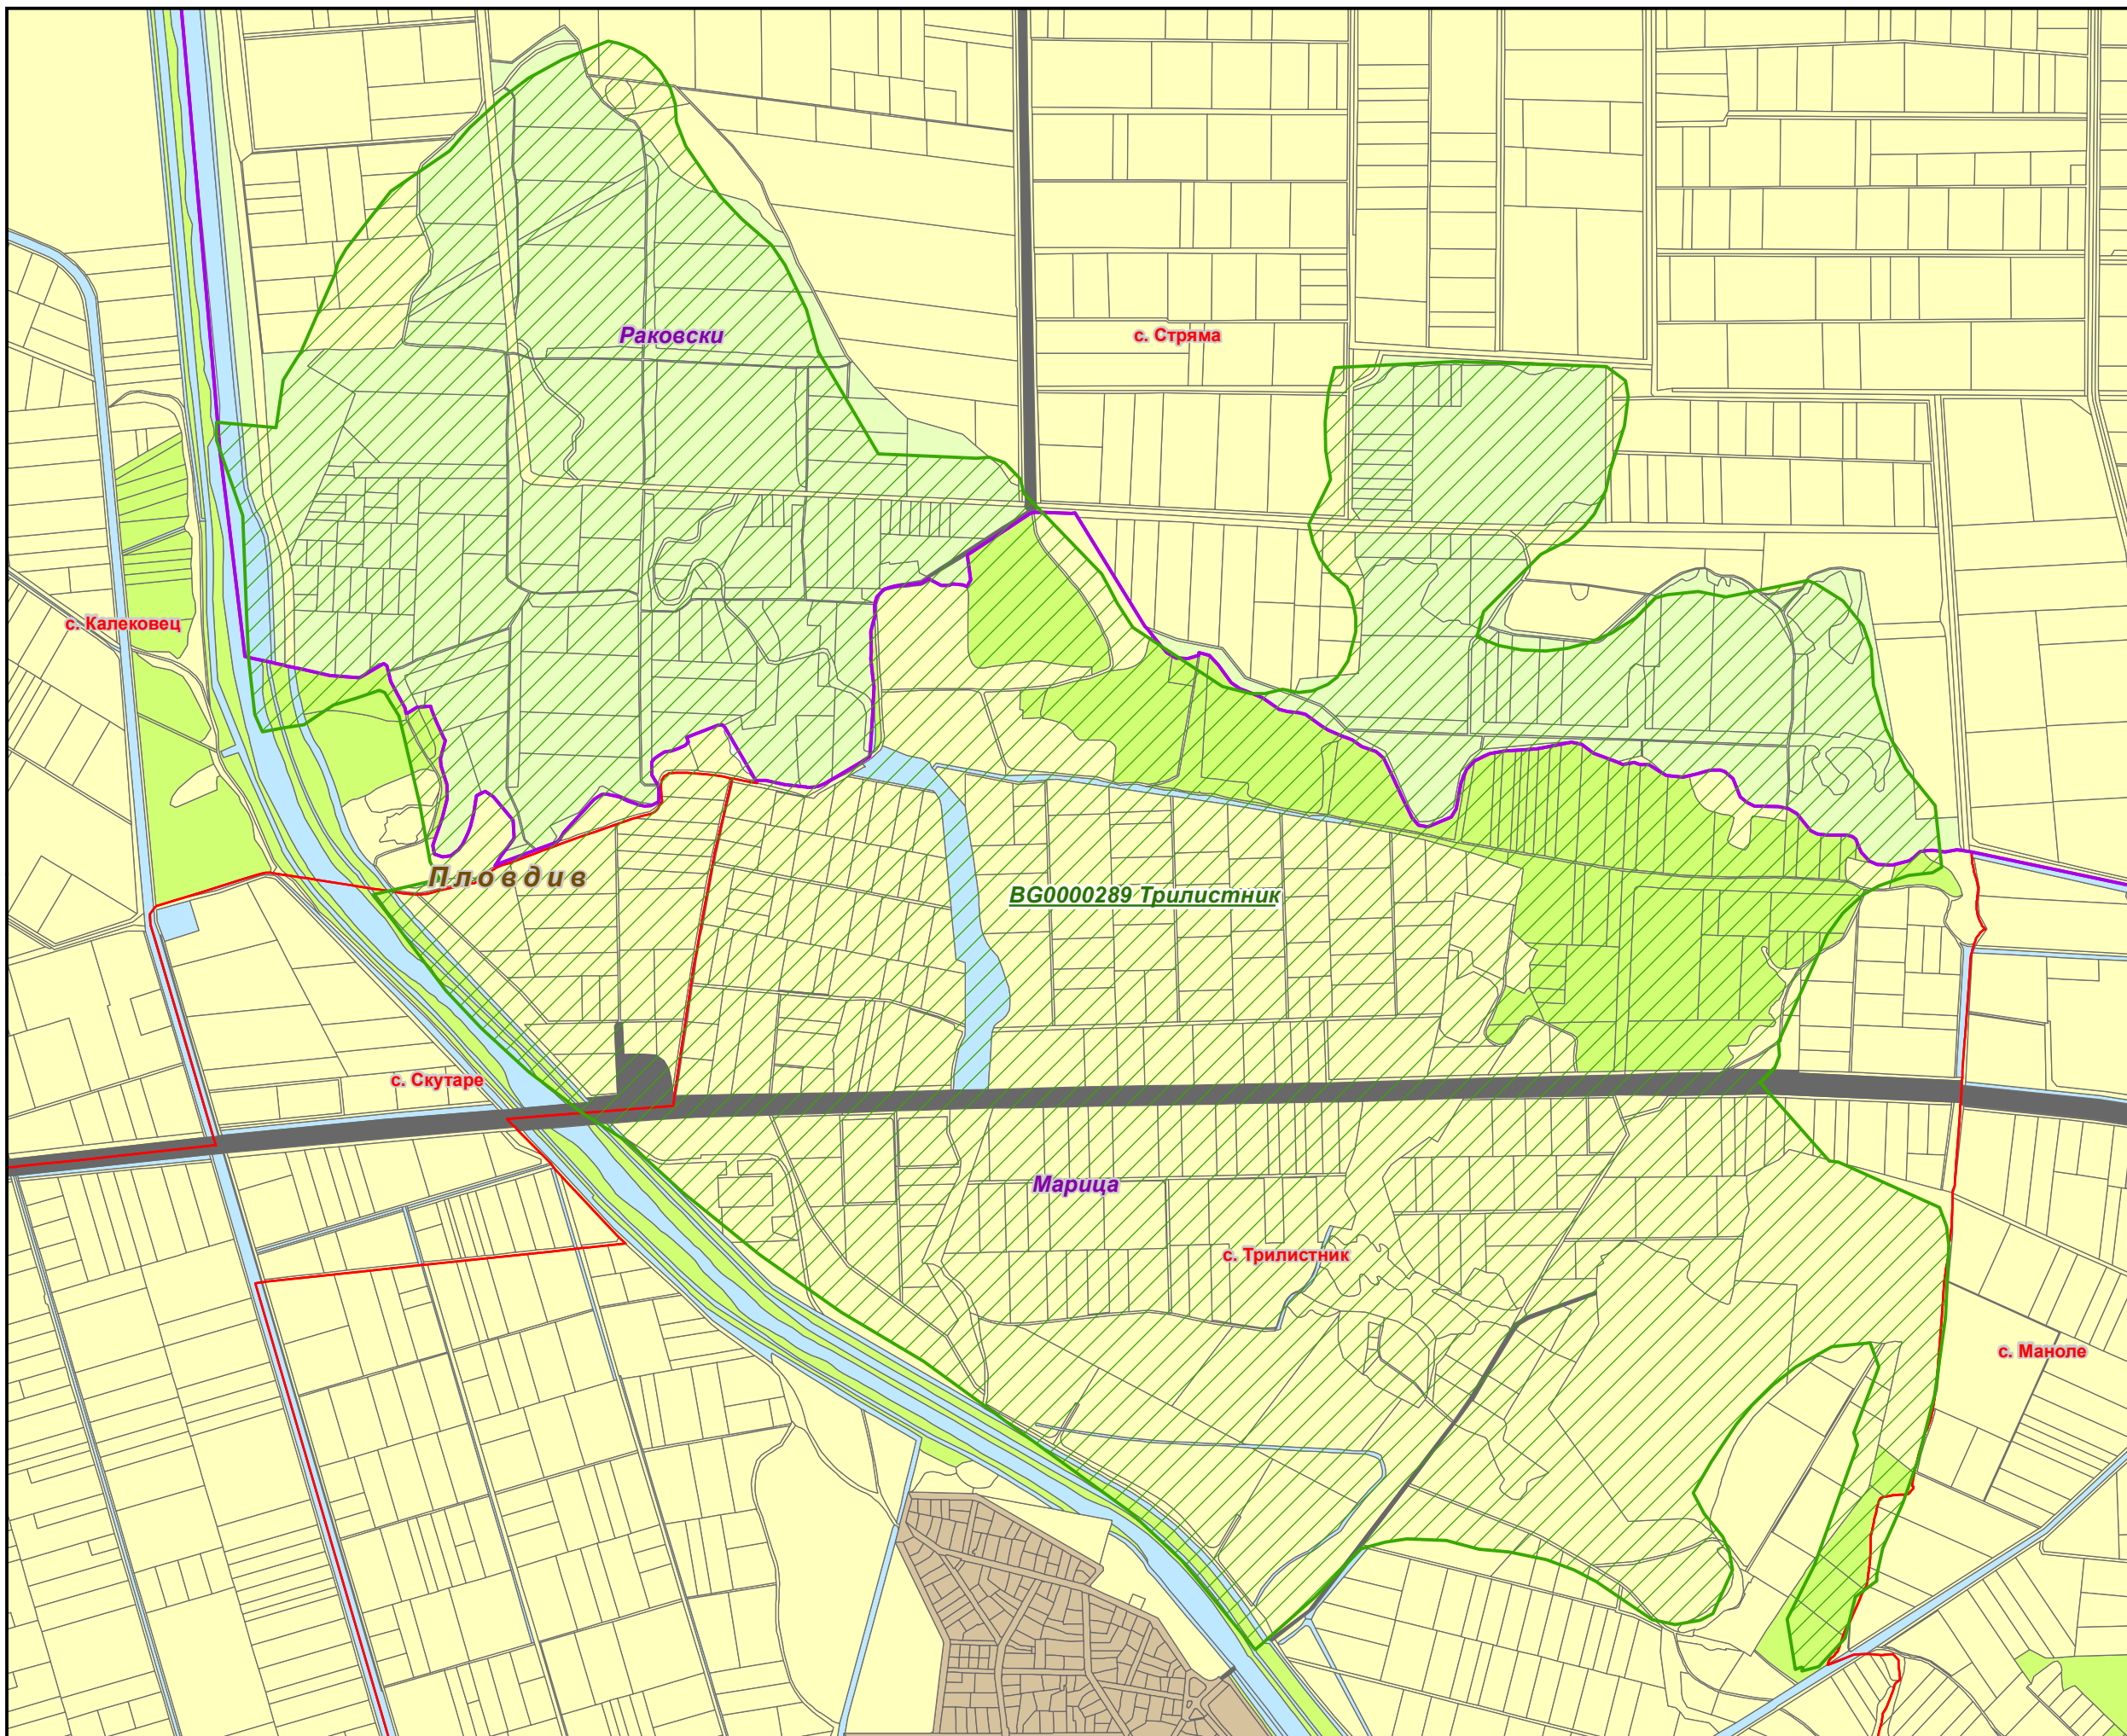 Раковски
с. Стряма
с. Калековец
Пловдив
BG0000289 Трилистник
с. Скутаре
Марица
с. Трилистник
с. Маноле